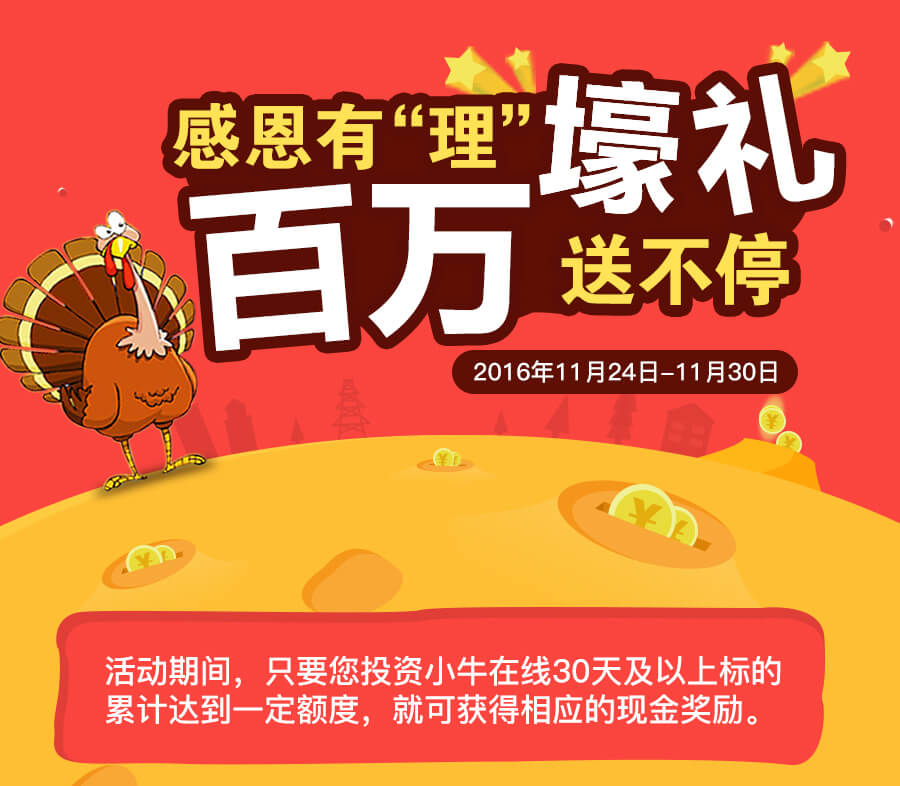 感恩有“理”
百万壕礼
送不停
2016年11月24日-11月30日
活动期间，只要您投资小牛在线30天及以上标的
累计达到一定额度，就可获得相应的现金奖励。
¥
¥
¥
¥
¥
¥